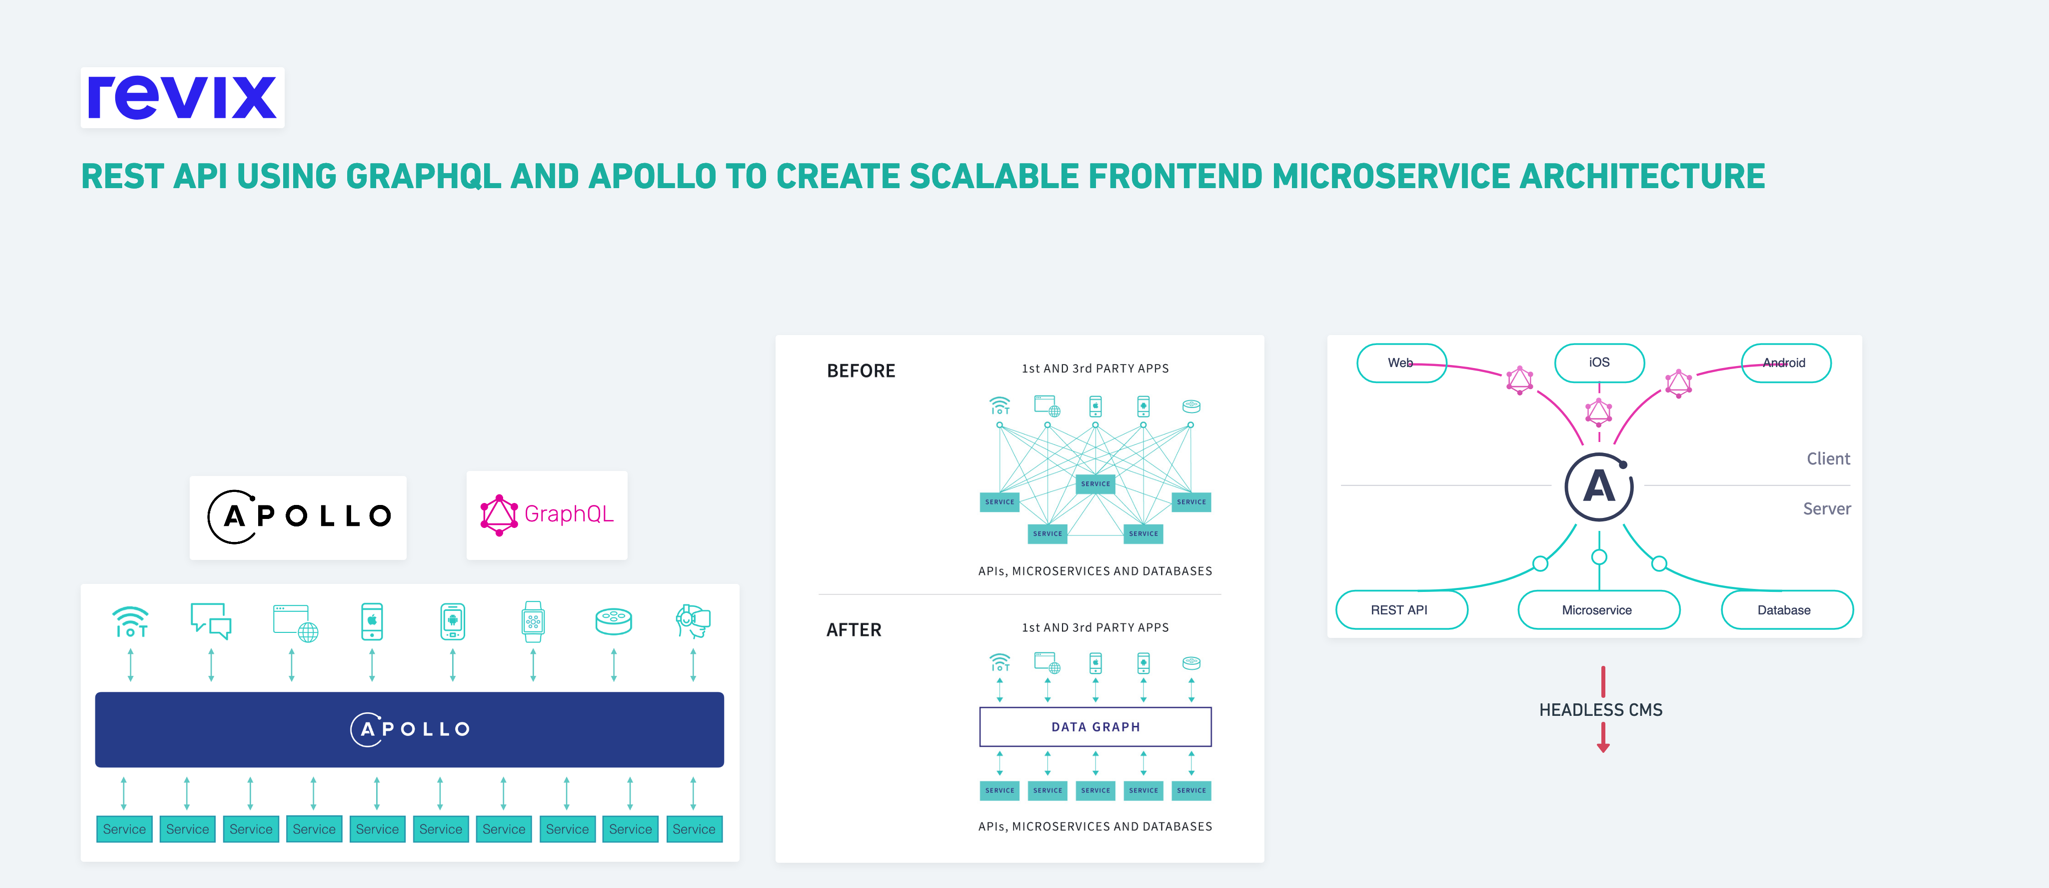 revix
REST API USING GRAPHQL AND APOLLO TO CREATE SCALABLE FRONTEND MICROSERVICE ARCHITECTURE
APOLLO
GraphQL
IoT
APOLLO
Service Service Service Service Service Service Service Service Service Service
BEFORE
1st AND 3rd PARTY APPS
IoT
SERVICE
SERVICE SERVICE
SERVICE SERVICE
APIs, MICROSERVICES AND DATABASES
AFTER
1st AND 3rd PARTY APPS
IoT
DATA GRAPH
SERVICE SERVICE SERVICE SERVICE SERVICE
APIs, MICROSERVICES AND DATABASES
Web iOS Android
Client
A
Server
REST API Microservice Database
HEADLESS CMS